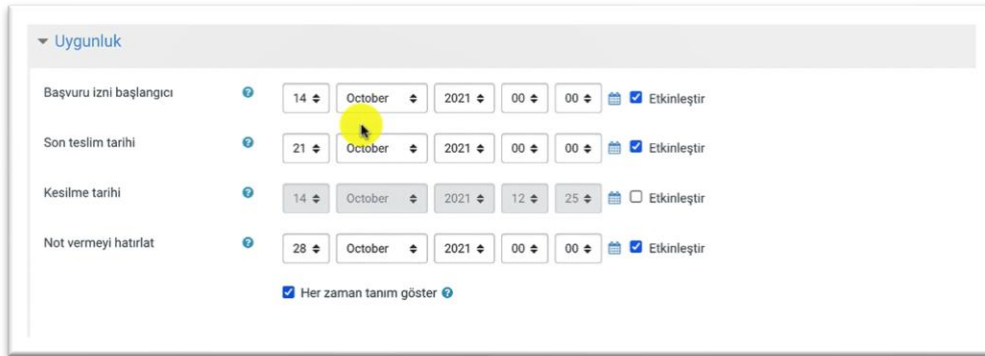 Uygunluk
Başvuru izni başlangıcı 14 October 2021 00 00 Etkinleştir
Son teslim tarihi 21 October 2021 00 00 Etkinleştir
Kesilme tarihi 14 October 2021 12 25 Etkinleştir
Not vermeyi hatırlat 28 October 2021 00 00 Etkinleştir
Her zaman tanım göster